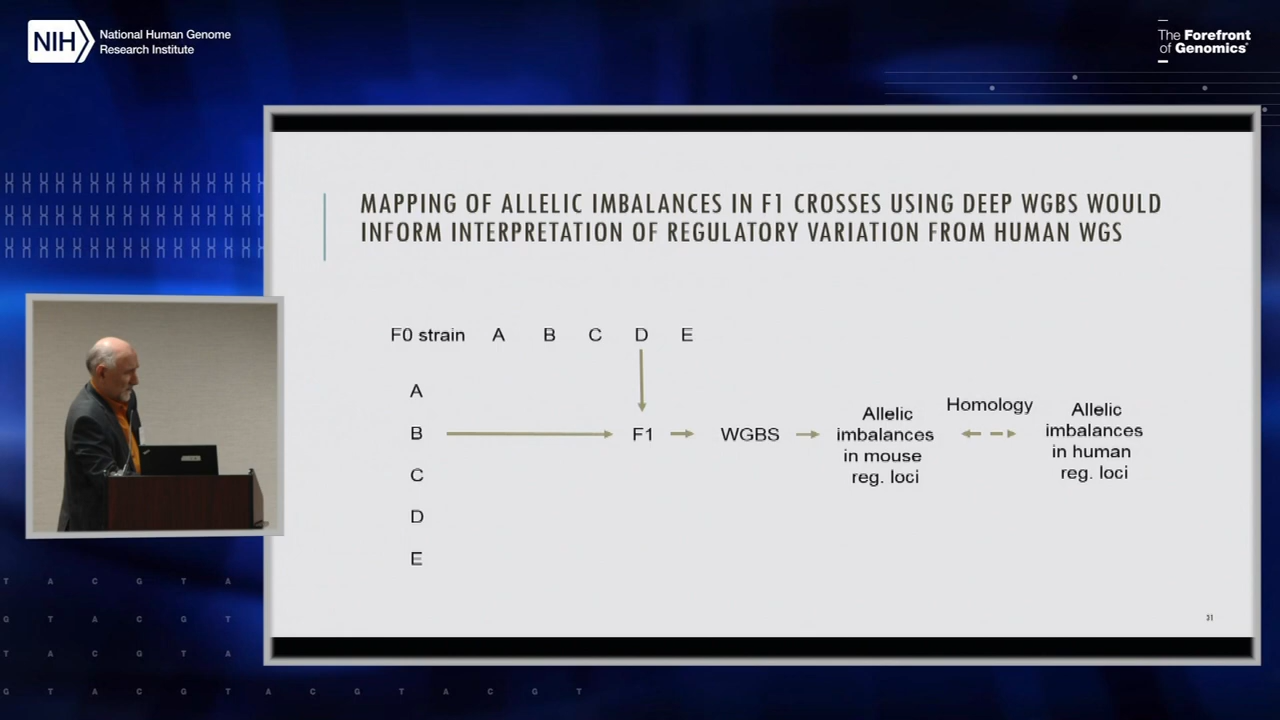 NIH
National Human Genome
Research Institute
The Forefront
of Genomics®
MAPPING OF ALLELIC IMBALANCES IN F1 CROSSES USING DEEP WGBS WOULD
INFORM INTERPRETATION OF REGULATORY VARIATION FROM HUMAN WGS
F0 strain A B C D E
A
B
C
D
E
F1
WGBS
Allelic
imbalances
in mouse
reg. loci
Homology
Allelic
imbalances
in human
reg. loci
31
T A C G T A
G T A C G T
T A C G T A
G T A C G T A C G T A C G T